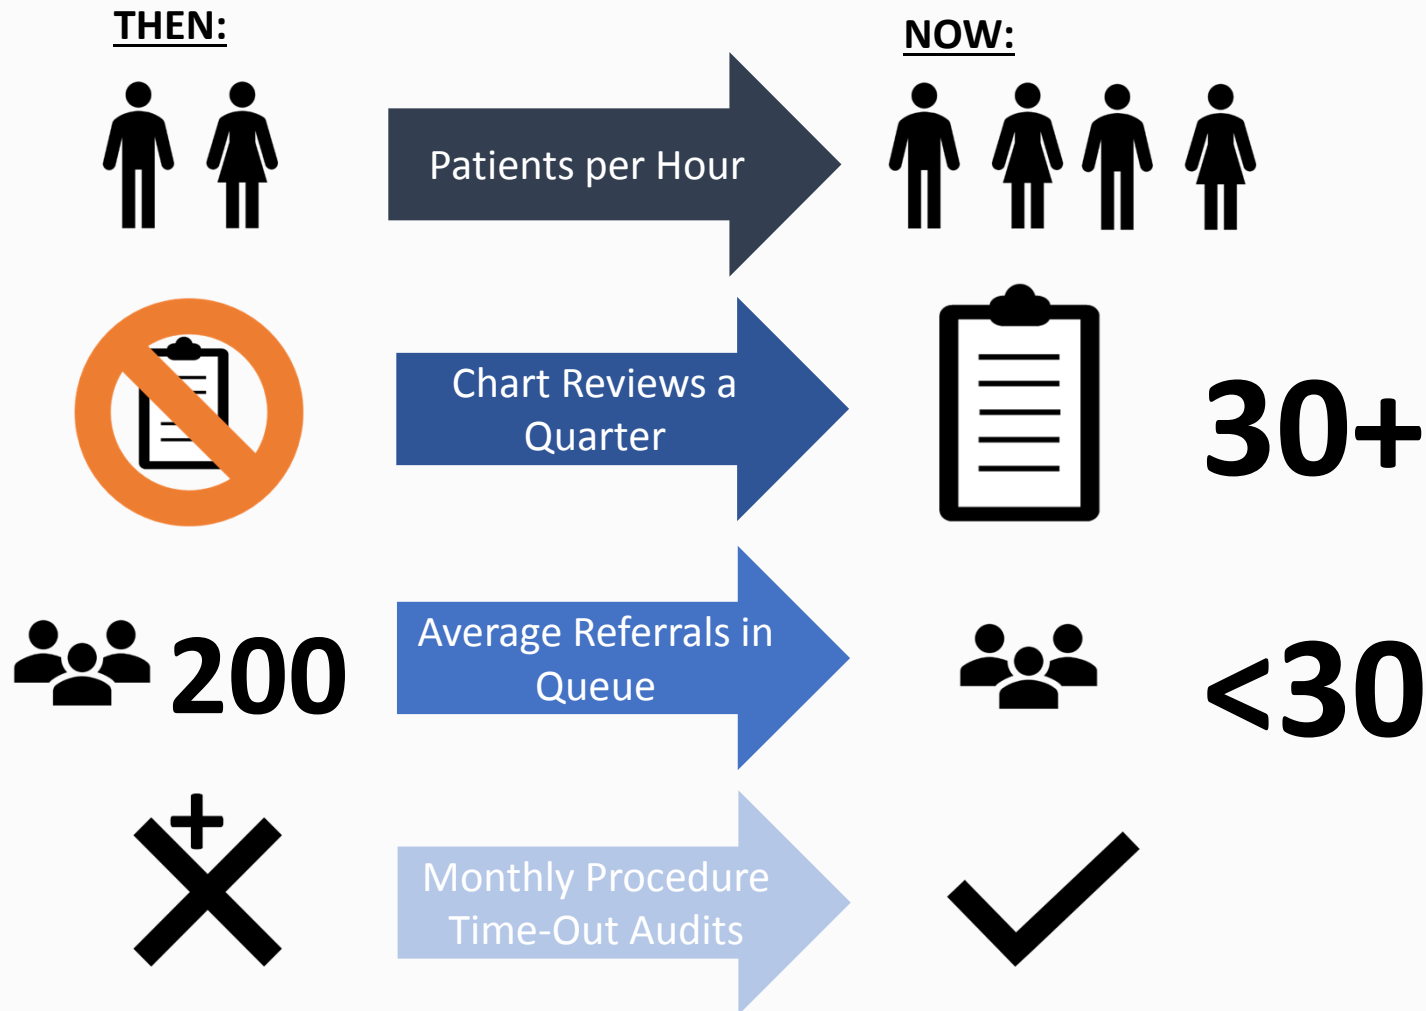 THEN:
NOW:
Patients per Hour
Chart Reviews a
Quarter
30+
200
Average Referrals in
Queue
<30
+
Monthly Procedure
Time-Out Audits